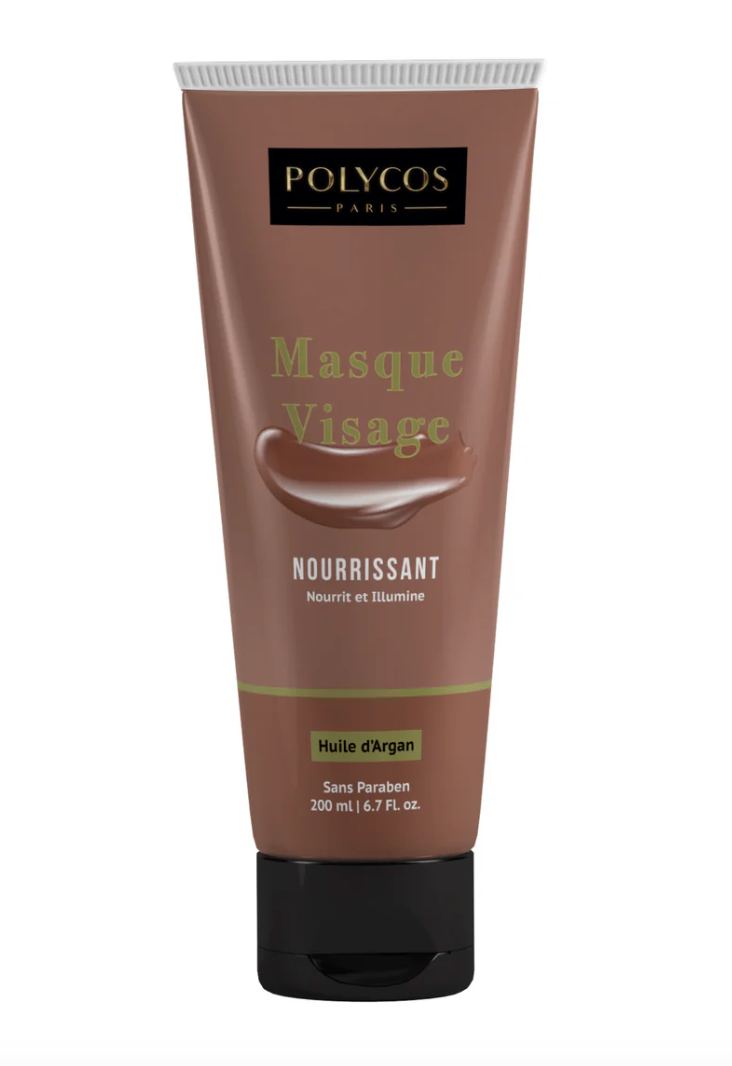 POLYCOS
PARIS
Masque
Visage
NOURRISSANT
Nourrit et Illumine
Huile d'Argan
Sans Paraben
200 ml | 6.7 Fl. oz.